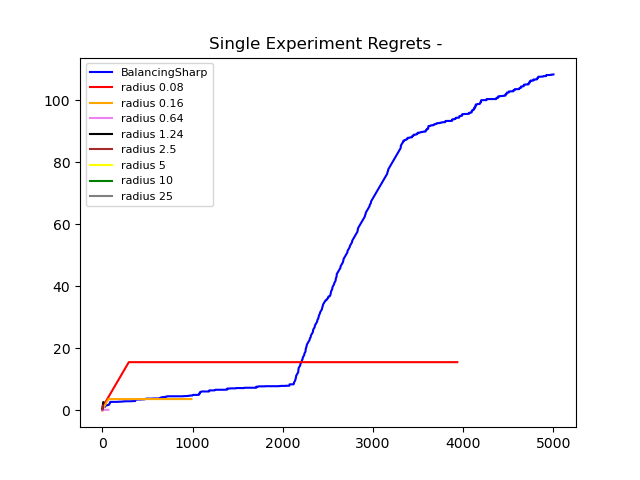 Single Experiment Regrets -
BalancingSharp
radius 0.08
radius 0.16
radius 0.64
radius 1.24
radius 2.5
radius 5
radius 10
radius 25
100
80
60
40
20
0
0 1000 2000 3000 4000 5000